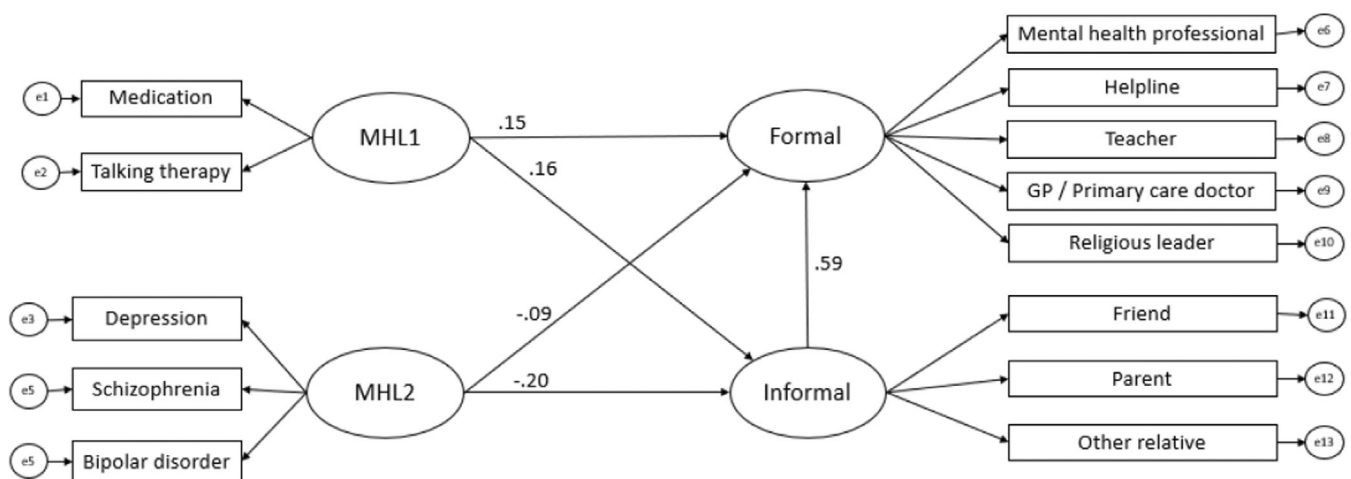 e1
Medication
e2
Talking therapy
MHL1
e3
Depression
e5
Schizophrenia
e5
Bipolar disorder
MHL2
.15
.16
-.09
-.20
.59
Formal
Informal
Mental health professional
e6
Helpline
e7
Teacher
e8
GP / Primary care doctor
e9
Religious leader
e10
Friend
e11
Parent
e12
Other relative
e13